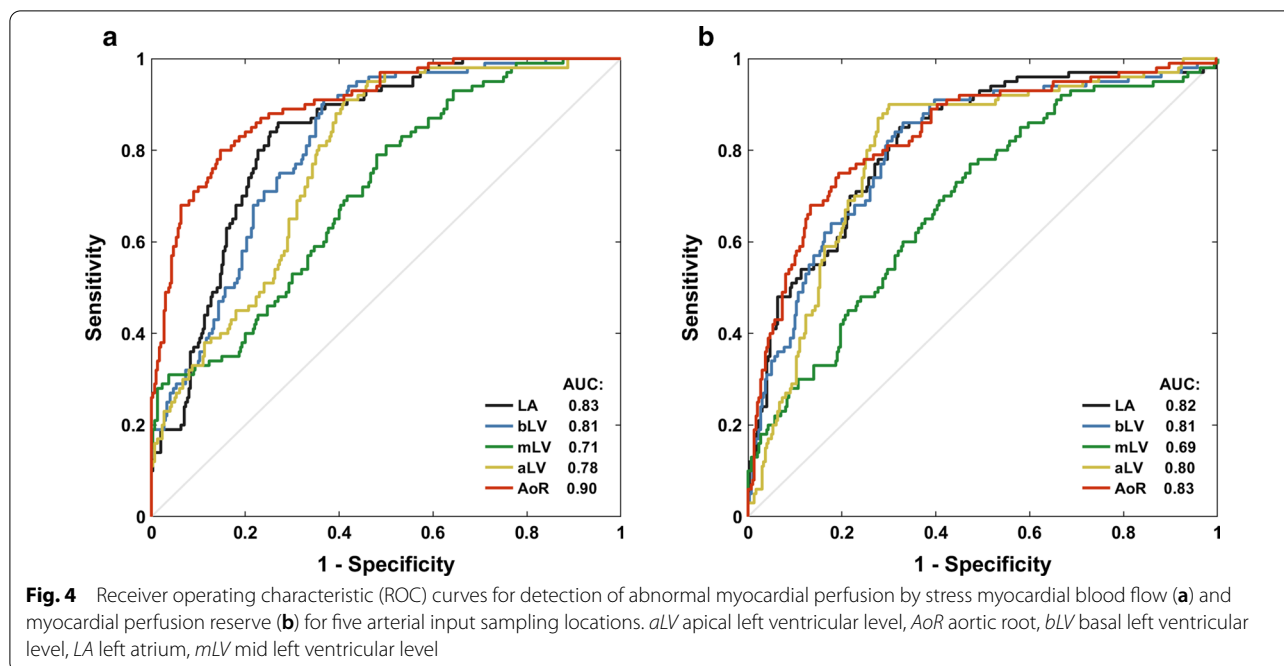 a
1
0.8
0.6
0.4
0.2
0
Sensitivity
AUC:
LA 0.83
bLV 0.81
mLV 0.71
aLV 0.78
AoR 0.90
0 0.2 0.4 0.6 0.8 1
1 - Specificity
b
1
0.8
0.6
0.4
0.2
0
Sensitivity
AUC:
LA 0.82
bLV 0.81
mLV 0.69
aLV 0.80
AoR 0.83
0 0.2 0.4 0.6 0.8 1
1 - Specificity
Fig. 4 Receiver operating characteristic (ROC) curves for detection of abnormal myocardial perfusion by stress myocardial blood flow (a) and
myocardial perfusion reserve (b) for five arterial input sampling locations. aLV apical left ventricular level, AoR aortic root, bLV basal left ventricular
level, LA left atrium, mLV mid left ventricular level